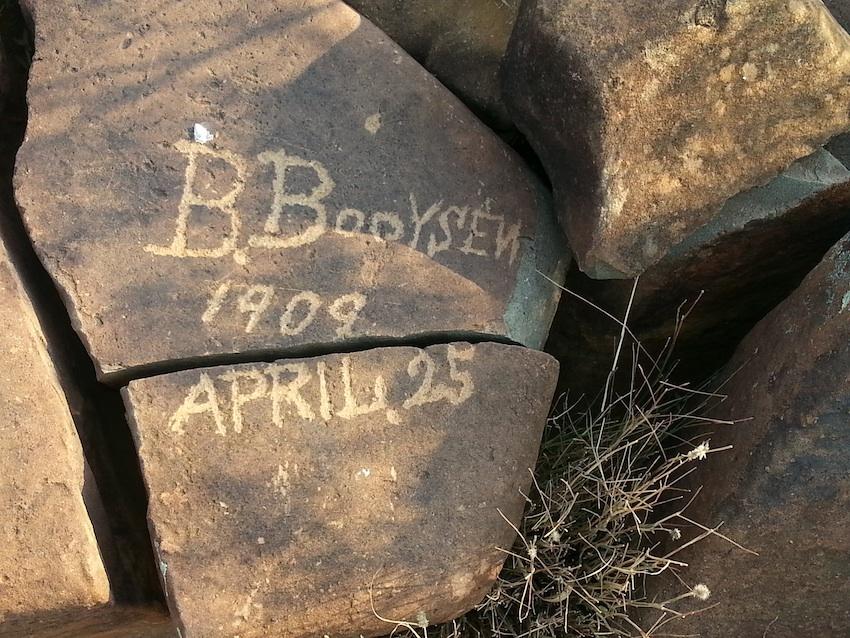 B. BooYSEN
1909
APRIL. 25